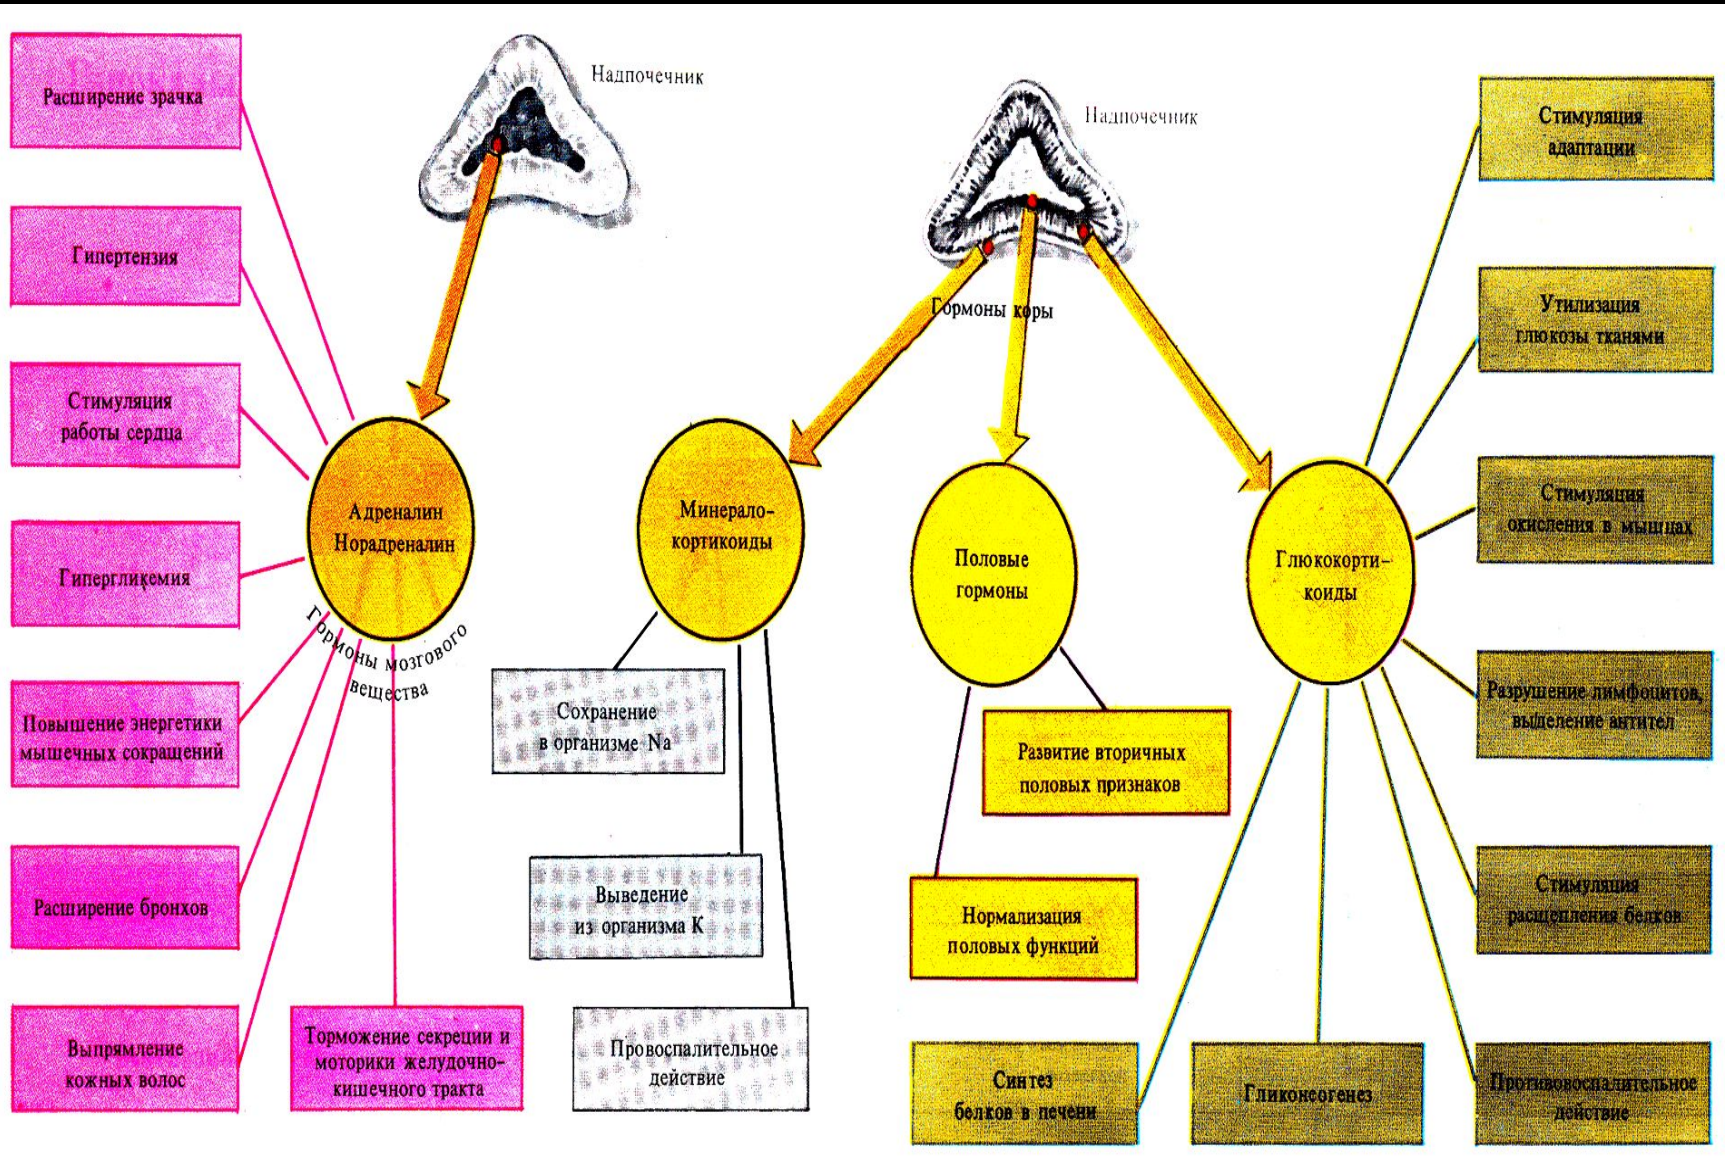 Надпочечник
Расширение зрачка
Гипертензия
Стимуляция
работы сердца
Гипергликемия
Повышение энергетики
мышечных сокращений
Расширение бронхов
Выпрямление
кожных волос
Торможение секреции и
моторики желудочно-
кишечного тракта
Адреналин
Норадреналин
Гормоны мозгового
вещества
Надпочечник
Гормоны коры
Минерало-
кортикоиды
Сохранение
в организме Na
Выведение
из организма К
Провоспалительное
действие
Половые
гормоны
Развитие вторичных
половых признаков
Нормализация
половых функций
Глюкокорти-
коиды
Стимуляция
адаптации
Утилизация
глюкозы тканями
Стимуляция
окисления в мышцах
Разрушение лимфоцитов,
выделение антител
Стимуляция
расщепления белков
Синтез
белков в печени
Гликонеогенез
Противовоспалительное
действие